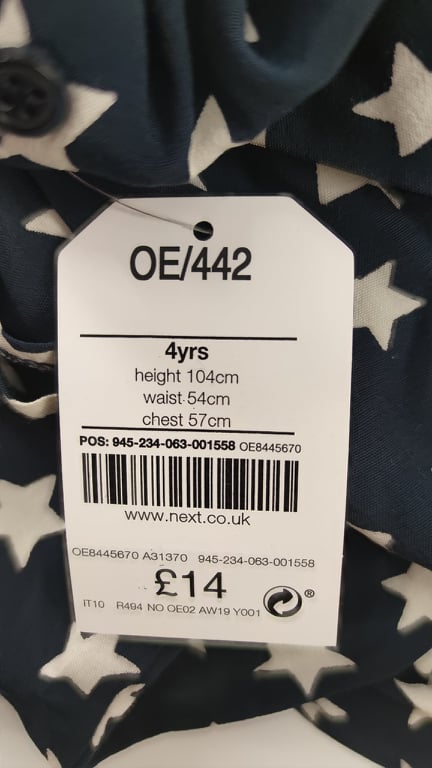 OE/442
4yrs
height 104cm
waist 54cm
chest 57cm
POS: 945-234-063-001558 OE8445670
www.next.co.uk
OE8445670 A31370 945-234-063-001558
£14 ®
IT10 R494 NO OE02 AW19 Y001